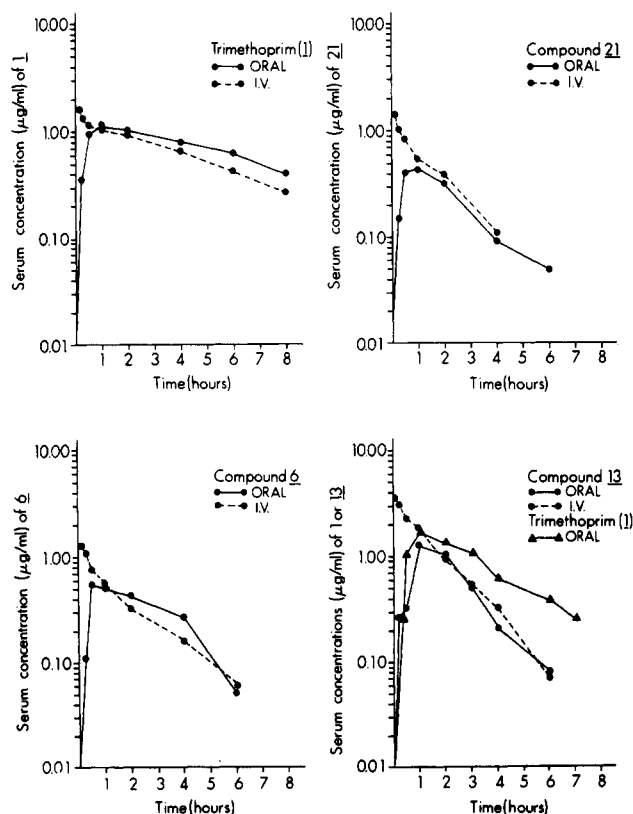 Trimethoprim (1)
ORAL
I.V.
Serum concentration (µg/ml) of 1
10.00
1.00
0.10
0.01
1 2 3 4 5 6 7 8
Time(hours)
Compound 21
ORAL
I.V.
Serum concentration (µg/ml) of 21
10.00
1.00
0.10
0.01
1 2 3 4 5 6 7 8
Time(hours)
Compound 6
ORAL
I.V.
Serum concentration (µg/ml) of 6
10.00
1.00
0.10
0.01
1 2 3 4 5 6 7 8
Time(hours)
Compound 13
ORAL
I.V.
Trimethoprim (1)
ORAL
Serum concentrations (µg/ml) of 1 or 13
10.00
1.00
0.10
0.01
1 2 3 4 5 6 7 8
Time(hours)